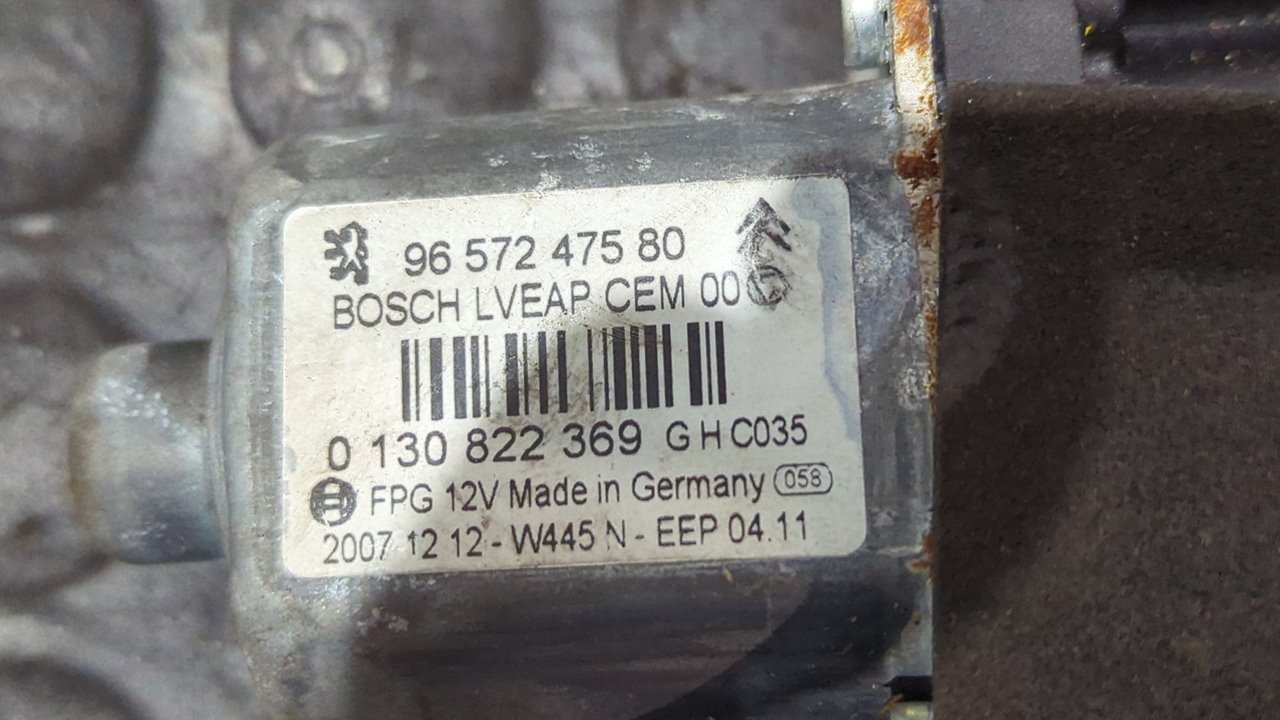 96 572 475 80
BOSCH LVEAP CEM 00
0 130 822 369 G H C035
FPG 12V Made in Germany 058
2007 12 12 - W445 N - EEP 04.11